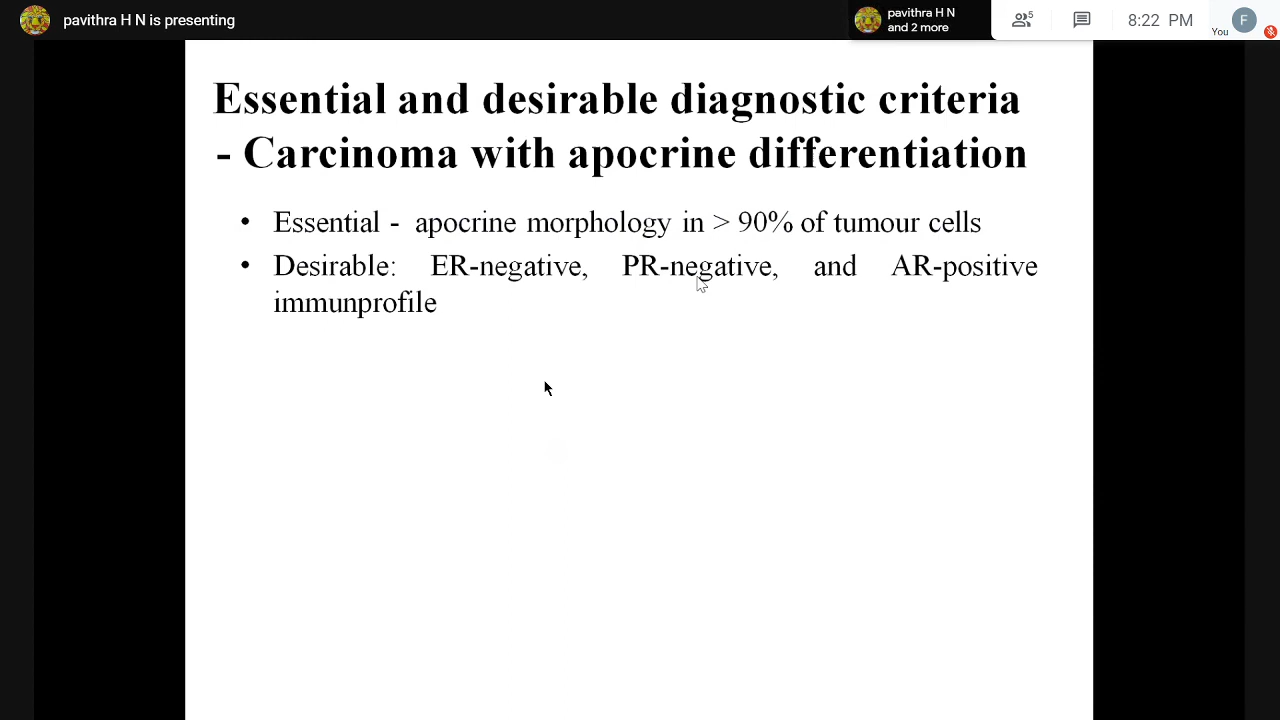 pavithra H N is presenting
pavithra H N
and 2 more
5
8:22 PM
You
F
Essential and desirable diagnostic criteria
- Carcinoma with apocrine differentiation
• Essential - apocrine morphology in > 90% of tumour cells
• Desirable: ER-negative, PR-negative, and AR-positive
immunprofile